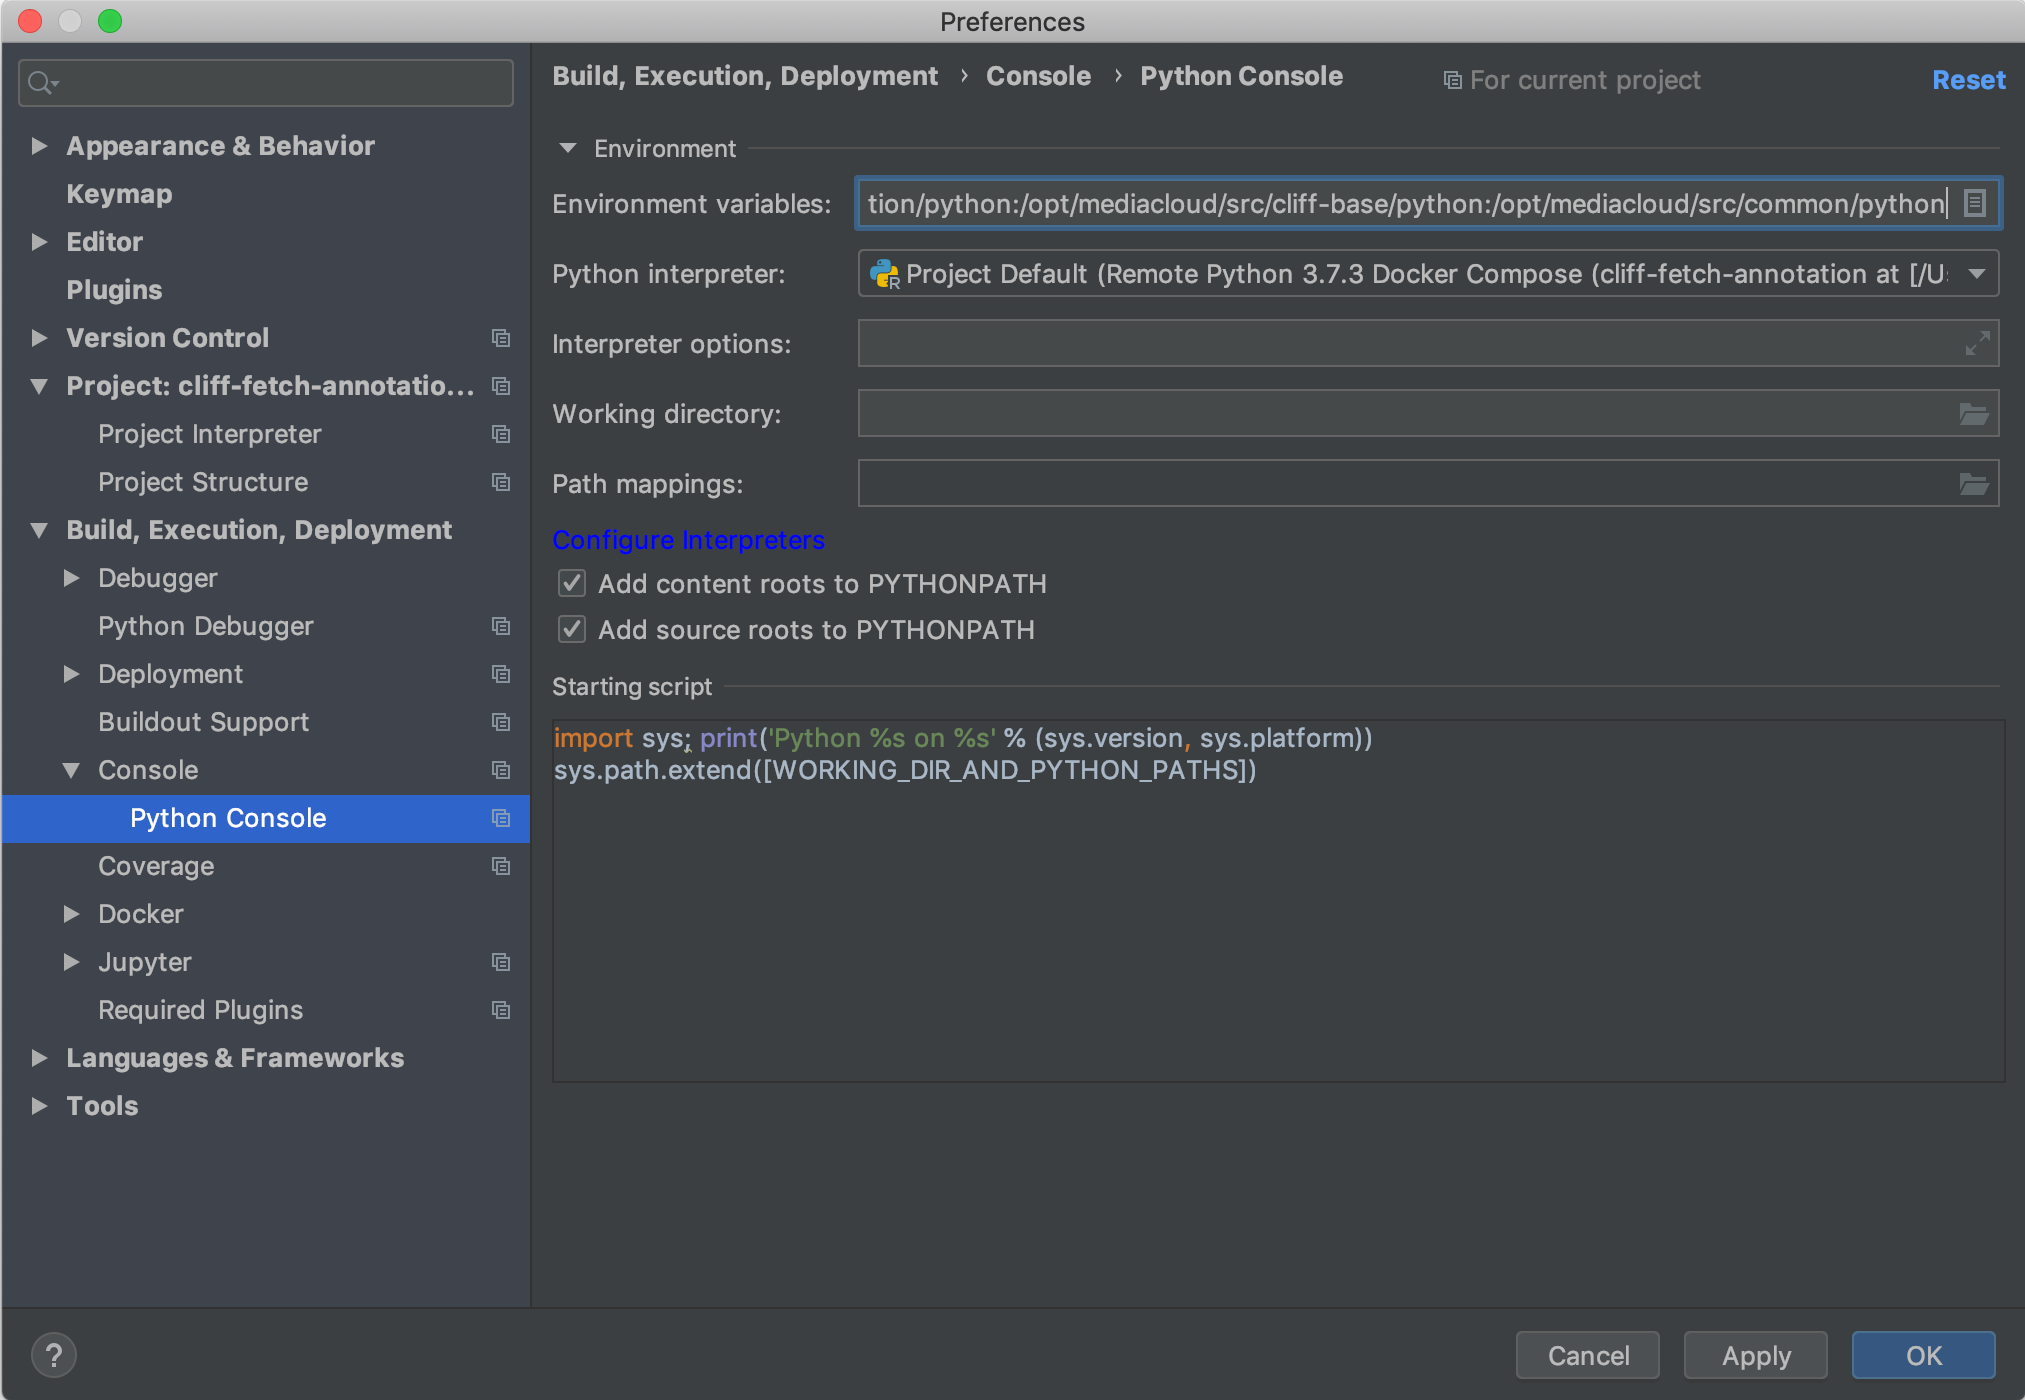 Preferences
Appearance & Behavior
Keymap
Editor
Plugins
Version Control
Project: cliff-fetch-annotatio...
Project Interpreter
Project Structure
Build, Execution, Deployment
Debugger
Python Debugger
Deployment
Buildout Support
Console
Python Console
Coverage
Docker
Jupyter
Required Plugins
Languages & Frameworks
Tools
Build, Execution, Deployment › Console › Python Console
For current project
Reset
Environment
Environment variables: tion/python:/opt/mediacloud/src/cliff-base/python:/opt/mediacloud/src/common/python
Python interpreter: Project Default (Remote Python 3.7.3 Docker Compose (cliff-fetch-annotation at [/U
Interpreter options:
Working directory:
Path mappings:
Configure Interpreters
Add content roots to PYTHONPATH
Add source roots to PYTHONPATH
Starting script
import sys; print('Python %s on %s' % (sys.version, sys.platform))
sys.path.extend([WORKING_DIR_AND_PYTHON_PATHS])
?
Cancel
Apply
OK